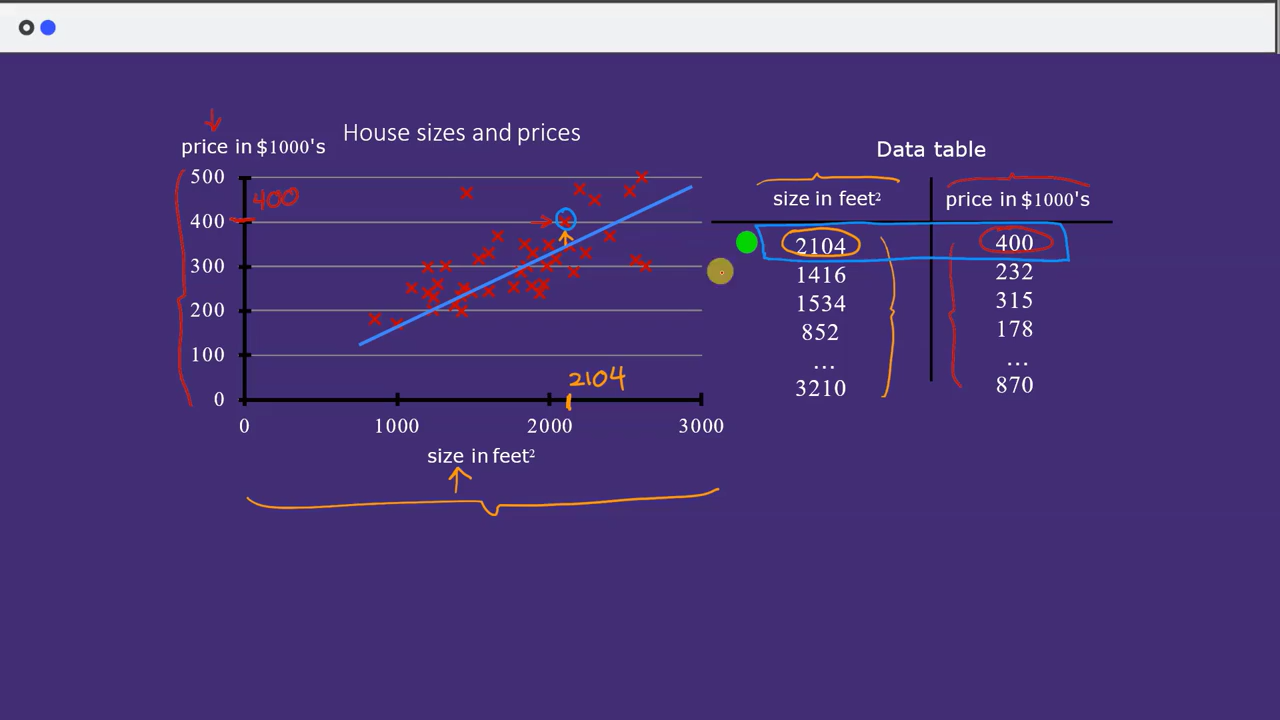 House sizes and prices
price in $1000's
500
400
400
300
200
100
0
2104
0 1000 2000 3000
size in feet²
Data table
size in feet² price in $1000's
2104 400
1416 232
1534 315
852 178
... ...
3210 870